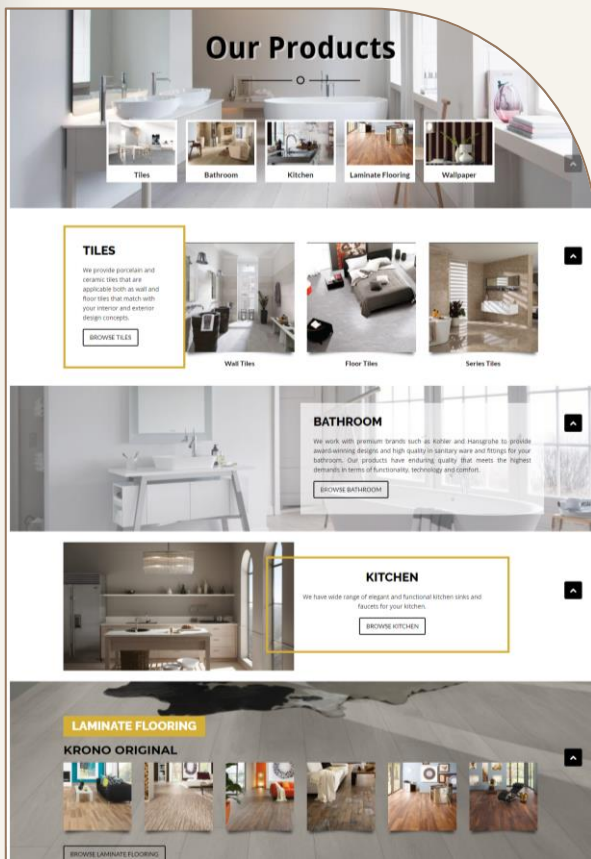 Our Products
Tiles
Bathroom
Kitchen
Laminate Flooring
Wallpaper
TILES
We provide porcelain and
ceramic tiles that are
applicable both as wall and
floor tiles that match with
your interior and exterior
design concepts.
BROWSE TILES
Wall Tiles
Floor Tiles
Series Tiles
BATHROOM
We work with premium brands such as Kohler and Hansgrohe to provide
award-winning designs and high quality in sanitary ware and fittings for your
bathroom. Our products have enduring quality that meets the highest
demands in terms of functionality, technology and comfort.
BROWSE BATHROOM
KITCHEN
We have wide range of elegant and functional kitchen sinks and
faucets for your kitchen.
BROWSE KITCHEN
LAMINATE FLOORING
KRONO ORIGINAL
BROWSE LAMINATE FLOORING